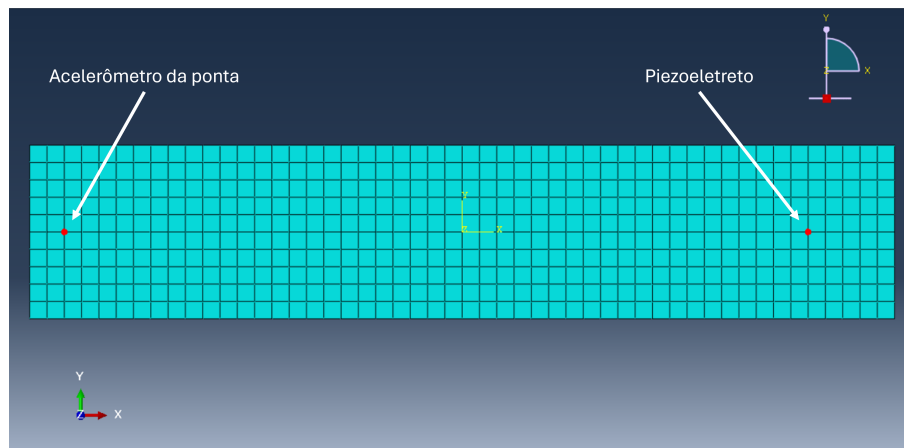 Y
Z X
Acelerômetro da ponta
Piezoeletreto
Y
Z X
Y
Z X